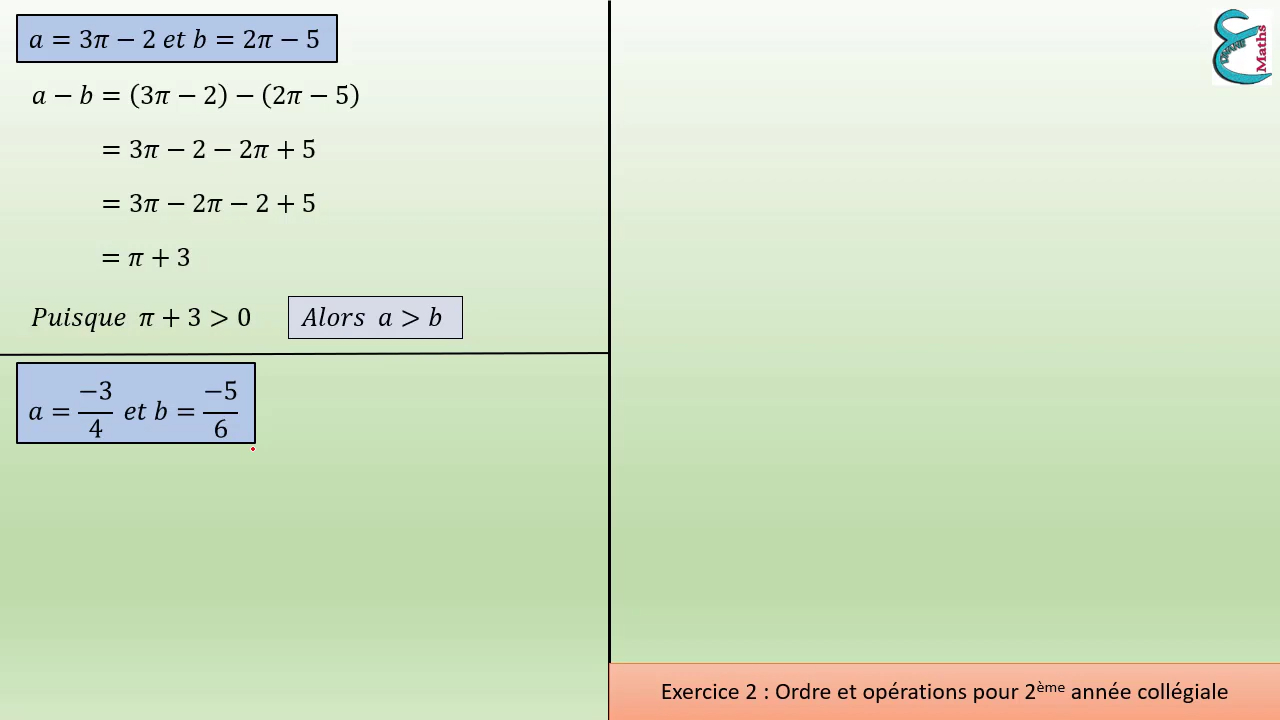 a = 3π − 2 et b = 2π − 5
a − b = (3π − 2) − (2π − 5)
= 3π − 2 − 2π + 5
= 3π − 2π − 2 + 5
= π + 3
Puisque π + 3 > 0 Alors a > b
a = −3/4 et b = −5/6
Maths
Exercice 2 : Ordre et opérations pour 2ème année collégiale